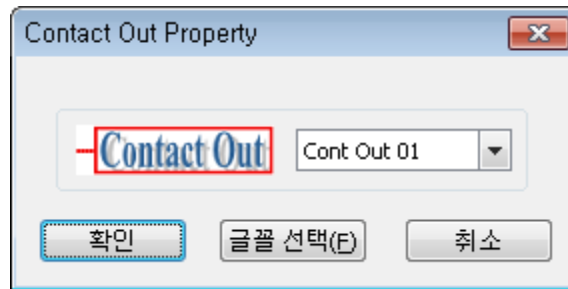 Contact Out Property
Contact Out Cont Out 01
확인 글꼴 선택(F) 취소